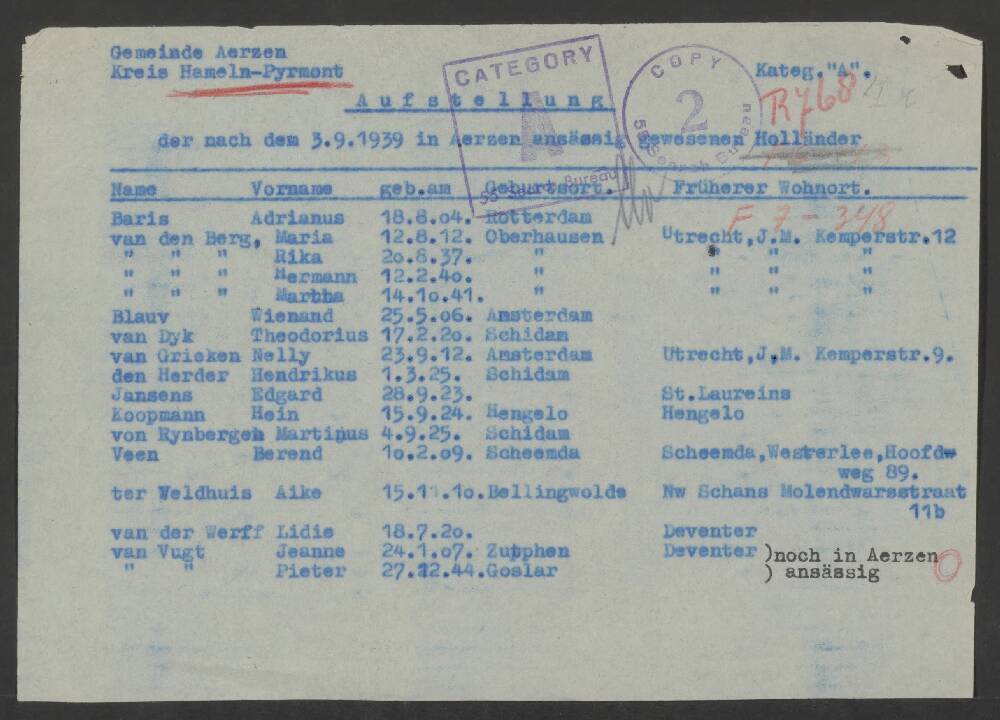 Gemeinde Aerzen
Kreis Hameln-Pyrmont
Kateg."A".
CATEGORY
A
Search Bureau
COPY
2
R768
Aufstellung
der nach dem 3.9.1939 in Aerzen ansässig gewesenen Holländer
Name Vorname geb.am Geburtsort. Früherer Wohnort.
F 7-348
Baris Adrianus 18.8.04. Rotterdam
van den Berg, Maria 12.8.12. Oberhausen Utrecht,J.M. Kemperstr.12
" " " Rika 20.8.37. " " " "
" " " Hermann 12.2.40. " " " "
" " " Martha 14.10.41. " " " "
Blauv Wienand 25.5.06. Amsterdam
van Dyk Theodorius 17.2.20. Schidam
van Grieken Nelly 23.9.12. Amsterdam Utrecht,J.M. Kemperstr.9.
den Herder Hendrikus 1.3.25. Schidam
Jansens Edgard 28.9.23. St.Laureins
Koopmann Hein 15.9.24. Hengelo Hengelo
von Rynbergen Martinus 4.9.25. Schidam
Veen Berend 10.2.09. Scheemda Scheemda,Westerlee,Hoofd-
weg 89.
ter Veldhuis Aike 15.11.10.Bellingwolde Nw Schans Molendwarsstraat
11b
van der Werff Lidie 18.7.20. Deventer
van Vugt Jeanne 24.1.07. Zutphen Deventer )noch in Aerzen
" " Pieter 27.12.44.Goslar ) ansässig